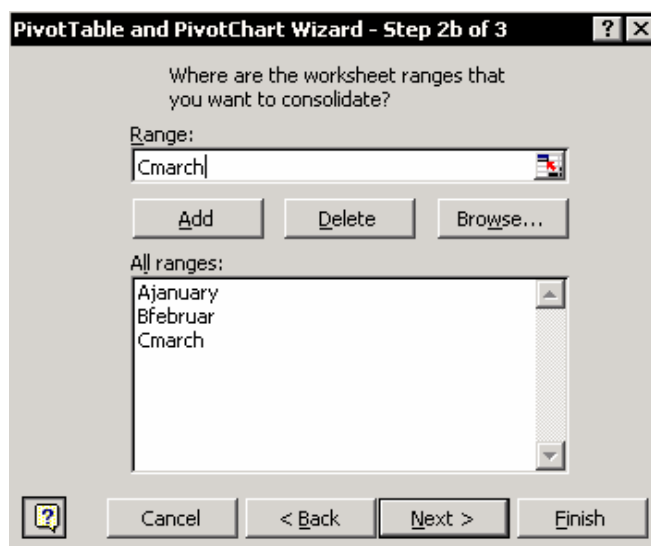 PivotTable and PivotChart Wizard - Step 2b of 3 ? X
Where are the worksheet ranges that
you want to consolidate?
Range:
Cmarch
Add Delete Browse...
All ranges:
Ajanuary
Bfebruar
Cmarch
? Cancel < Back Next > Finish